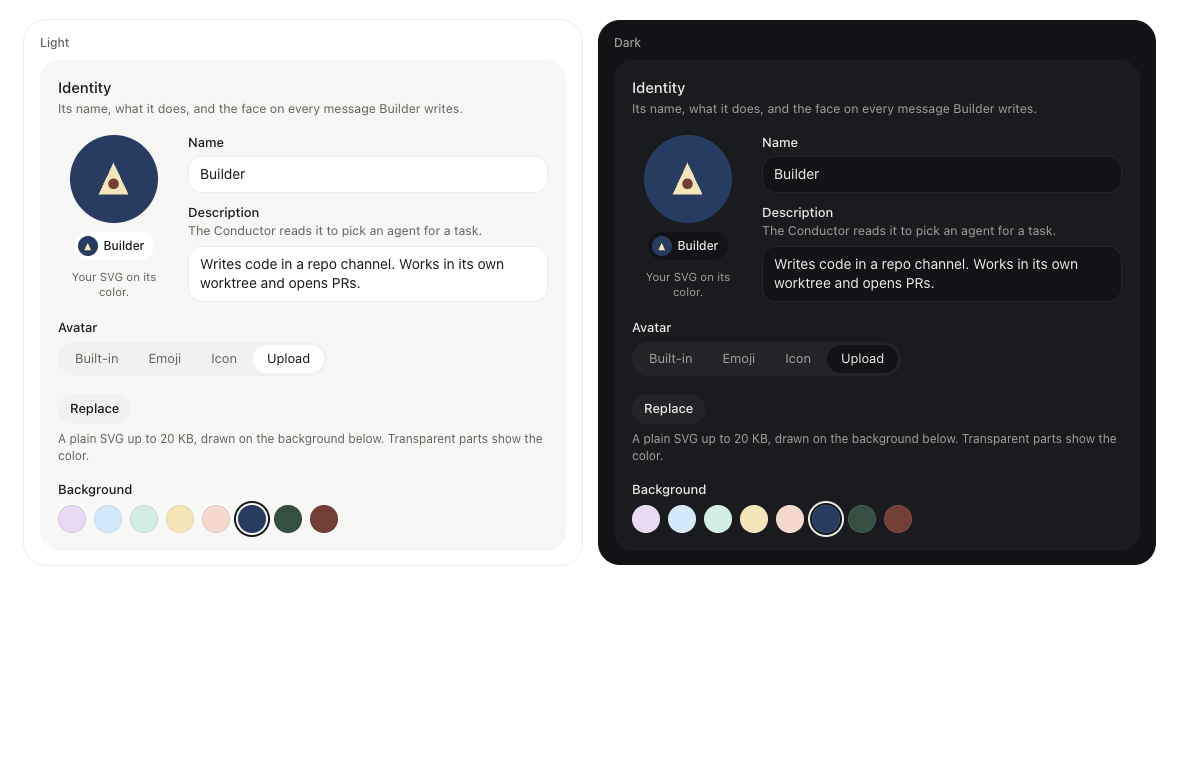 Light
Identity
Its name, what it does, and the face on every message Builder writes.
Name
Builder
Description
The Conductor reads it to pick an agent for a task.
Writes code in a repo channel. Works in its own
worktree and opens PRs.
Builder
Your SVG on its
color.
Avatar
Built-in Emoji Icon Upload
Replace
A plain SVG up to 20 KB, drawn on the background below. Transparent parts show the
color.
Background
Dark
Identity
Its name, what it does, and the face on every message Builder writes.
Name
Builder
Description
The Conductor reads it to pick an agent for a task.
Writes code in a repo channel. Works in its own
worktree and opens PRs.
Builder
Your SVG on its
color.
Avatar
Built-in Emoji Icon Upload
Replace
A plain SVG up to 20 KB, drawn on the background below. Transparent parts show the
color.
Background